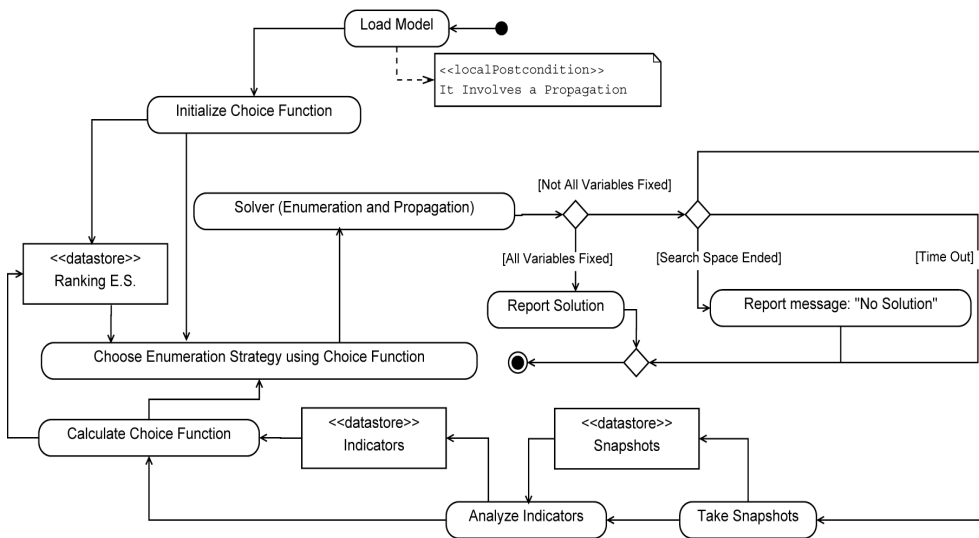 Load Model
<<localPostcondition>>
It Involves a Propagation
Initialize Choice Function
[Not All Variables Fixed]
Solver (Enumeration and Propagation)
<<datastore>>
Ranking E.S.
[All Variables Fixed]
[Search Space Ended]
[Time Out]
Report Solution
Report message: "No Solution"
Choose Enumeration Strategy using Choice Function
Calculate Choice Function
<<datastore>>
Indicators
<<datastore>>
Snapshots
Analyze Indicators
Take Snapshots